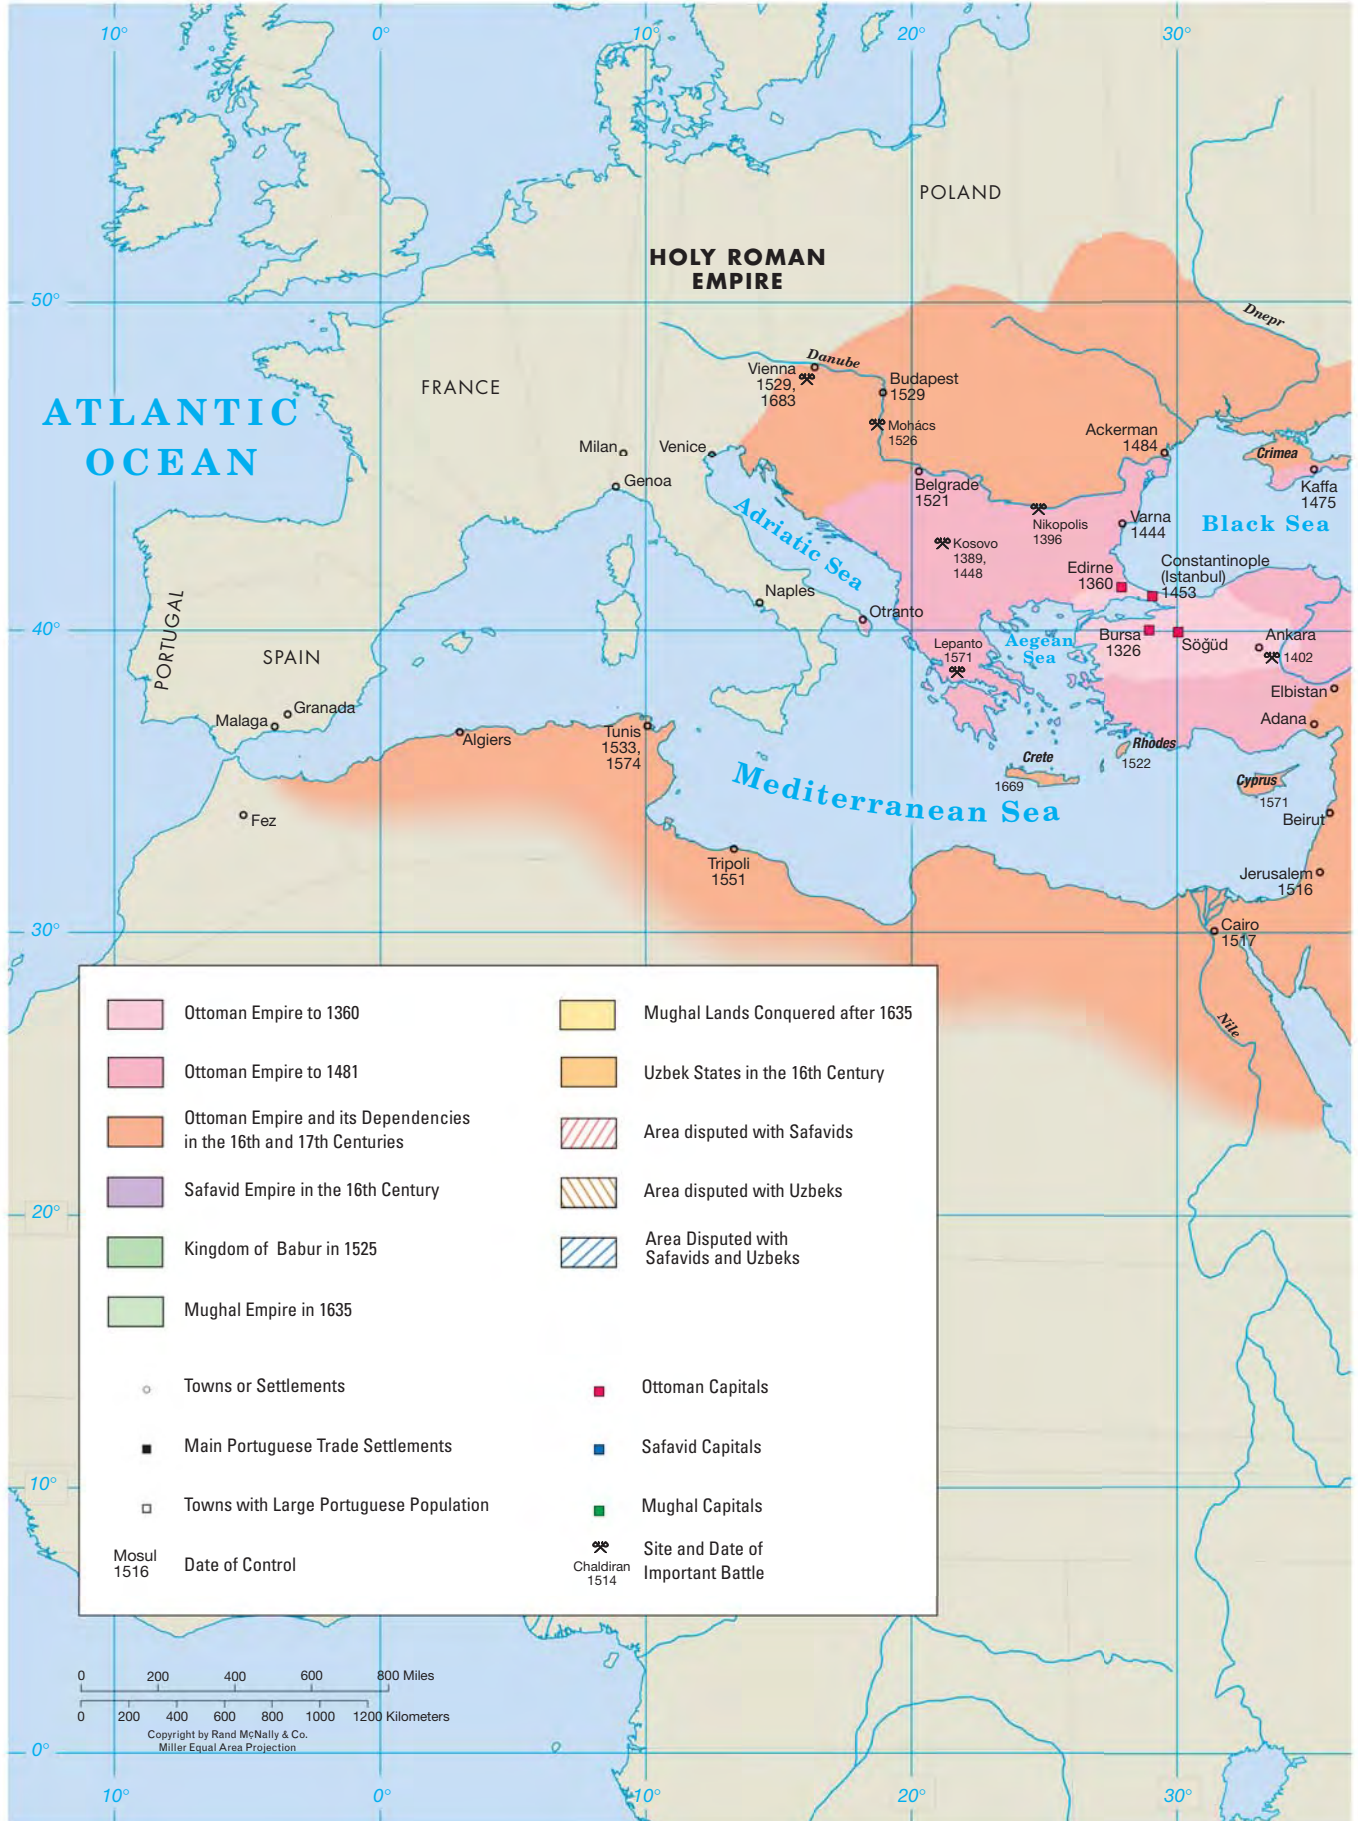 10°
0°
10°
20°
30°
POLAND
HOLY ROMAN
EMPIRE
50°
Dnepr
Danube
Vienna
1529,
1683
Budapest
1529
FRANCE
ATLANTIC
OCEAN
Mohács
1526
Ackerman
1484
Milan
Venice
Crimea
Genoa
Belgrade
1521
Kaffa
1475
Adriatic Sea
Nikopolis
1396
Varna
1444
Black Sea
Kosovo
1389,
1448
Edirne
1360
Constantinople
(Istanbul)
1453
PORTUGAL
Naples
Otranto
40°
SPAIN
Lepanto
1571
Aegean
Sea
Bursa
1326
Söğüd
Ankara
1402
Elbistan
Granada
Malaga
Adana
Algiers
Tunis
1533,
1574
Rhodes
1522
Crete
1669
Mediterranean Sea
Cyprus
1571
Fez
Beirut
Tripoli
1551
Jerusalem
1516
30°
Cairo
1517
Nile
Ottoman Empire to 1360
Ottoman Empire to 1481
Ottoman Empire and its Dependencies
in the 16th and 17th Centuries
Safavid Empire in the 16th Century
Kingdom of Babur in 1525
Mughal Empire in 1635
Mughal Lands Conquered after 1635
Uzbek States in the 16th Century
Area disputed with Safavids
Area disputed with Uzbeks
Area Disputed with
Safavids and Uzbeks
20°
Towns or Settlements
Main Portuguese Trade Settlements
Towns with Large Portuguese Population
Mosul
1516
Date of Control
Ottoman Capitals
Safavid Capitals
Mughal Capitals
Chaldiran
1514
Site and Date of
Important Battle
10°
0 200 400 600 800 Miles
0 200 400 600 800 1000 1200 Kilometers
Copyright by Rand McNally & Co.
Miller Equal Area Projection
0°
10°
0°
10°
20°
30°